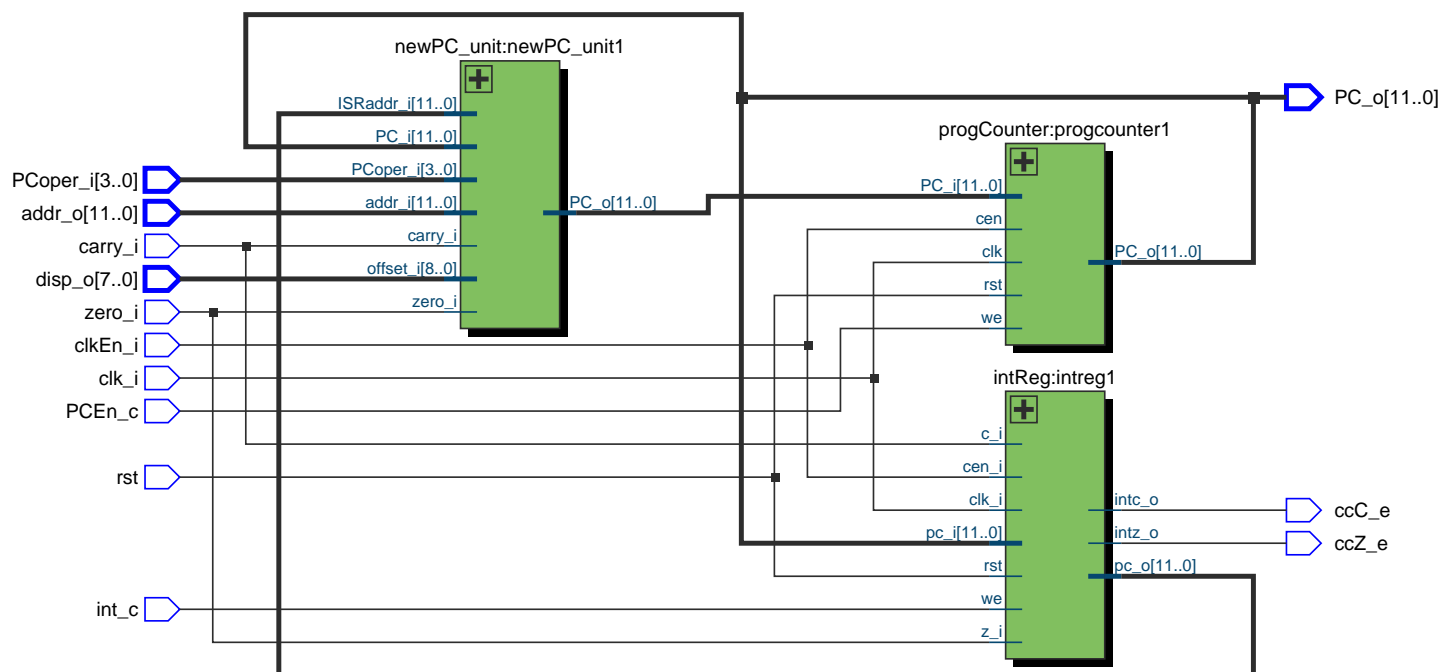 newPC_unit:newPC_unit1
ISRaddr_i[11..0]
PC_i[11..0]
PCoper_i[3..0]
addr_i[11..0]
carry_i
offset_i[8..0]
zero_i
PC_o[11..0]
PCoper_i[3..0]
addr_o[11..0]
carry_i
disp_o[7..0]
zero_i
clkEn_i
clk_i
PCEn_c
rst
int_c
progCounter:progcounter1
PC_i[11..0]
cen
clk
rst
we
PC_o[11..0]
PC_o[11..0]
intReg:intreg1
c_i
cen_i
clk_i
pc_i[11..0]
rst
we
z_i
intc_o
intz_o
pc_o[11..0]
ccC_e
ccZ_e